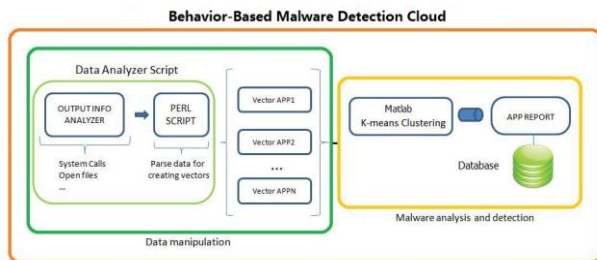 Behavior-Based Malware Detection Cloud
Data Analyzer Script
OUTPUT INFO
ANALYZER
PERL
SCRIPT
System Calls
Open files
...
Parse data for
creating vectors
Vector APP1
Vector APP2
...
Vector APPN
Data manipulation
Matlab
K-means Clustering
APP REPORT
Database
Malware analysis and detection